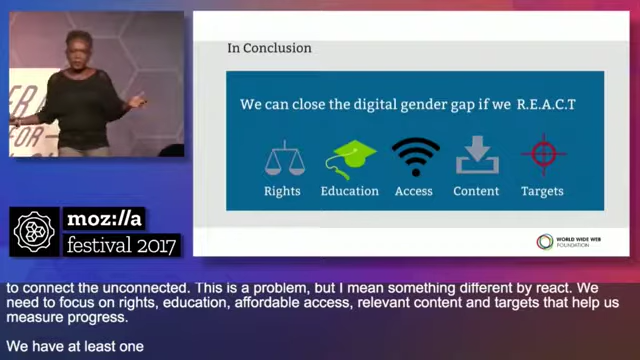 In Conclusion
We can close the digital gender gap if we R.E.A.C.T
Rights
Education
Access
Content
Targets
WORLD WIDE WEB
FOUNDATION
FOR
moz://a
festival 2017
to connect the unconnected. This is a problem, but I mean something different by react. We
need to focus on rights, education, affordable access, relevant content and targets that help us
measure progress.
We have at least one